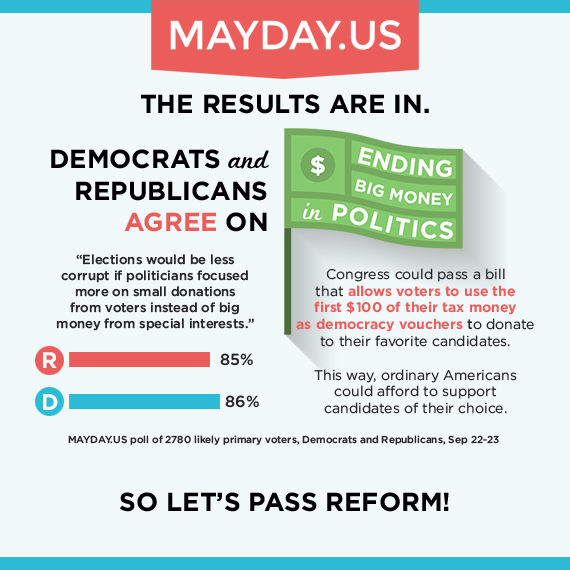 MAYDAY.US
THE RESULTS ARE IN.
DEMOCRATS and
REPUBLICANS
AGREE ON
$
ENDING
BIG MONEY
in POLITICS
“Elections would be less
corrupt if politicians focused
more on small donations
from voters instead of big
money from special interests.”
R 85%
D 86%
Congress could pass a bill
that allows voters to use the
first $100 of their tax money
as democracy vouchers to donate
to their favorite candidates.
This way, ordinary Americans
could afford to support
candidates of their choice.
MAYDAY.US poll of 2780 likely primary voters, Democrats and Republicans, Sep 22-23
SO LET’S PASS REFORM!